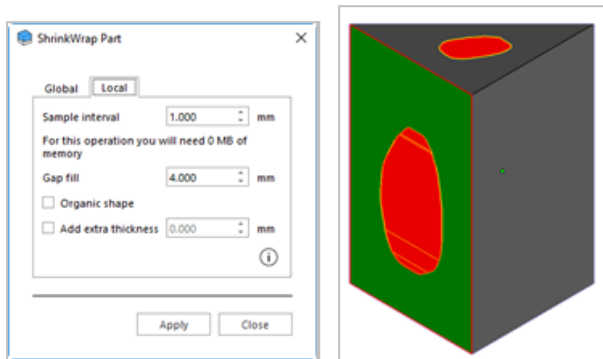 ShrinkWrap Part
Global Local
Sample interval 1.000 mm
For this operation you will need 0 MB of
memory
Gap fill 4.000 mm
Organic shape
Add extra thickness 0.000 mm
Apply Close